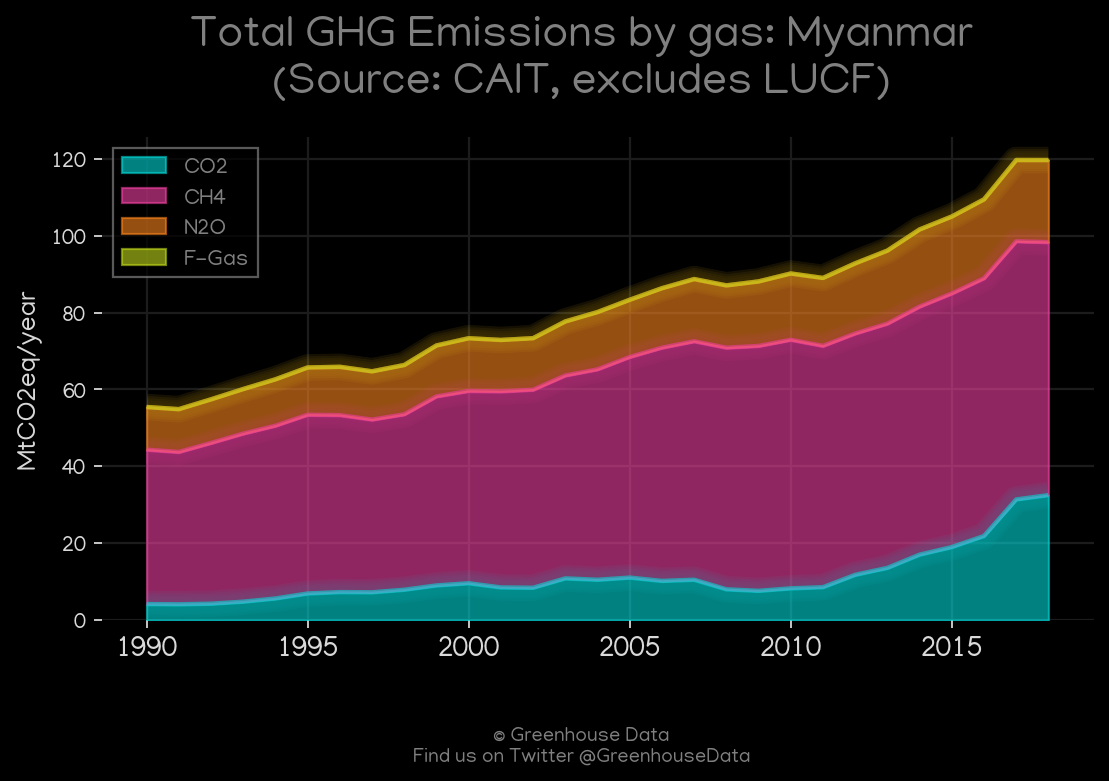 Total GHG Emissions by gas: Myanmar
(Source: CAIT, excludes LUCF)
CO2
CH4
N2O
F-Gas
MtCO2eq/year
120
100
80
60
40
20
0
1990 1995 2000 2005 2010 2015
© Greenhouse Data
Find us on Twitter @GreenhouseData